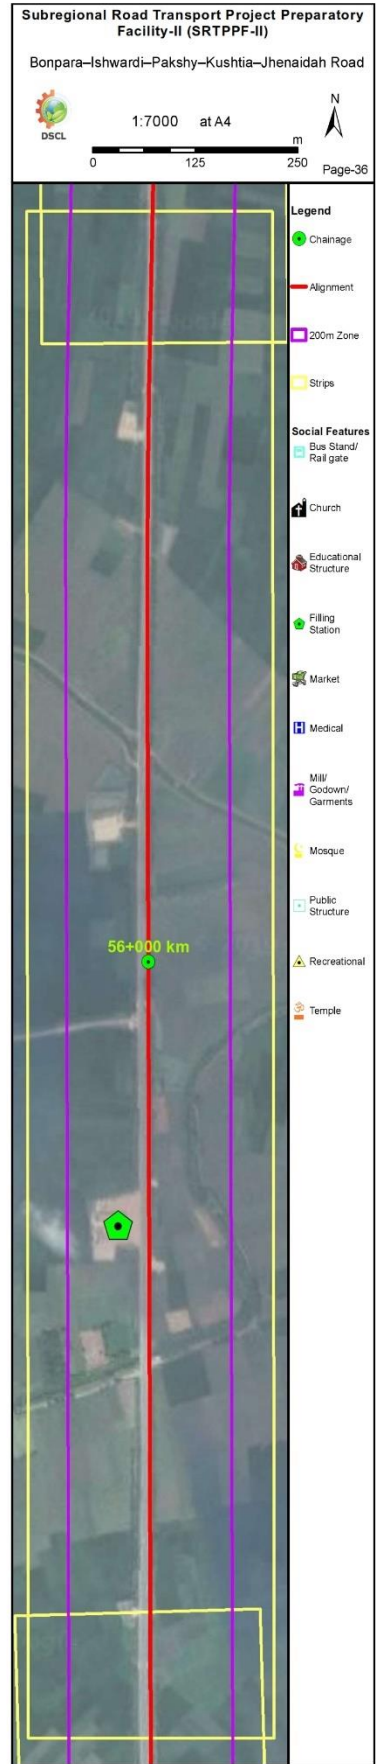 Subregional Road Transport Project Preparatory
Facility-II (SRTPPF-II)
Bonpara–Ishwardi–Pakshy–Kushtia–Jhenaidah Road
DSCL
1:7000 at A4
N
m
0 125 250
Page-36
Legend
Chainage
Alignment
200m Zone
Strips
Social Features
Bus Stand/
Rail gate
Church
Educational
Structure
Filling
Station
Market
Medical
Mill/
Godown/
Garments
Mosque
Public
Structure
Recreational
Temple
56+000 km